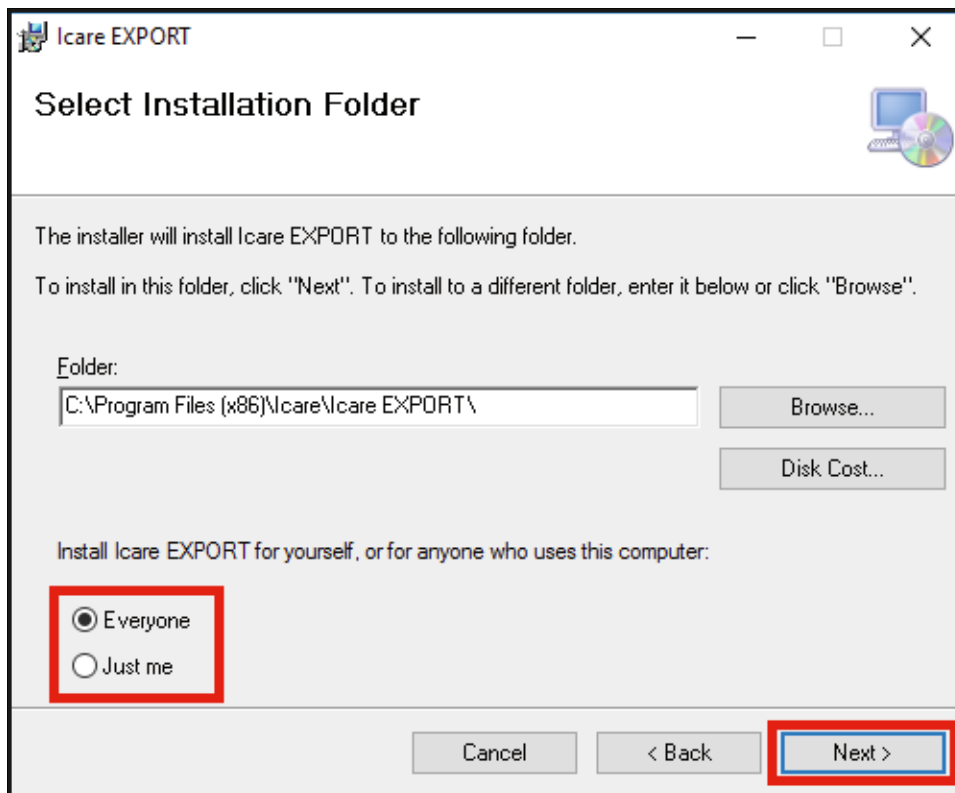 Icare EXPORT
Select Installation Folder
The installer will install Icare EXPORT to the following folder.
To install in this folder, click "Next". To install to a different folder, enter it below or click "Browse".
Folder:
C:\Program Files (x86)\Icare\Icare EXPORT\
Browse...
Disk Cost...
Install Icare EXPORT for yourself, or for anyone who uses this computer:
Everyone
Just me
Cancel
< Back
Next >